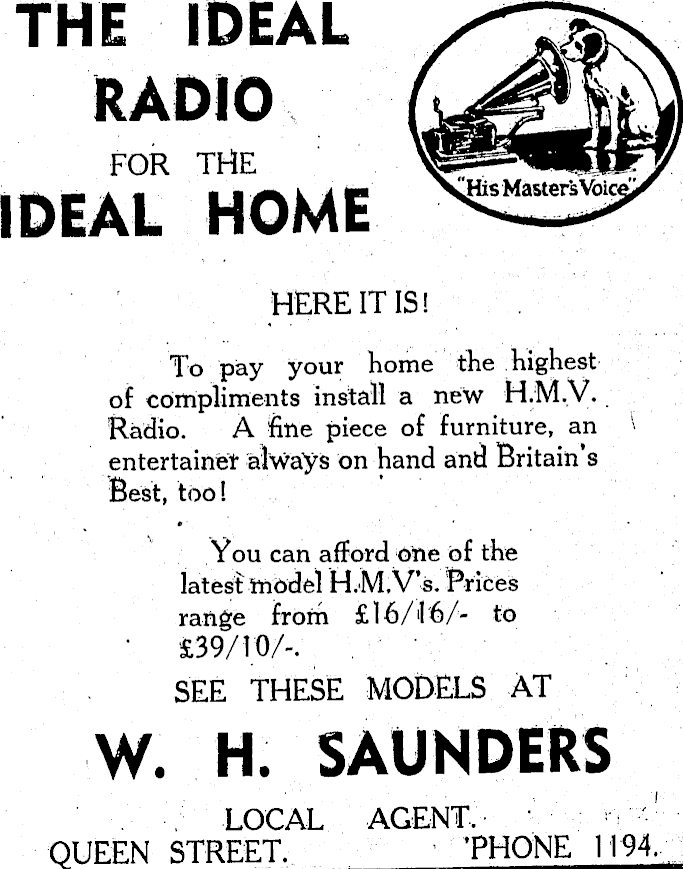 THE IDEAL
RADIO
FOR THE
IDEAL HOME
"His Master's Voice"
HERE IT IS!
To pay your home the highest
of compliments install a new H.M.V.
Radio. A fine piece of furniture, an
entertainer always on hand and Britain's
Best, too!
You can afford one of the
latest model H.M.V's. Prices
range from £16/16/- to
£39/10/-.
SEE THESE MODELS AT
W. H. SAUNDERS
LOCAL AGENT.
QUEEN STREET. 'PHONE 1194.